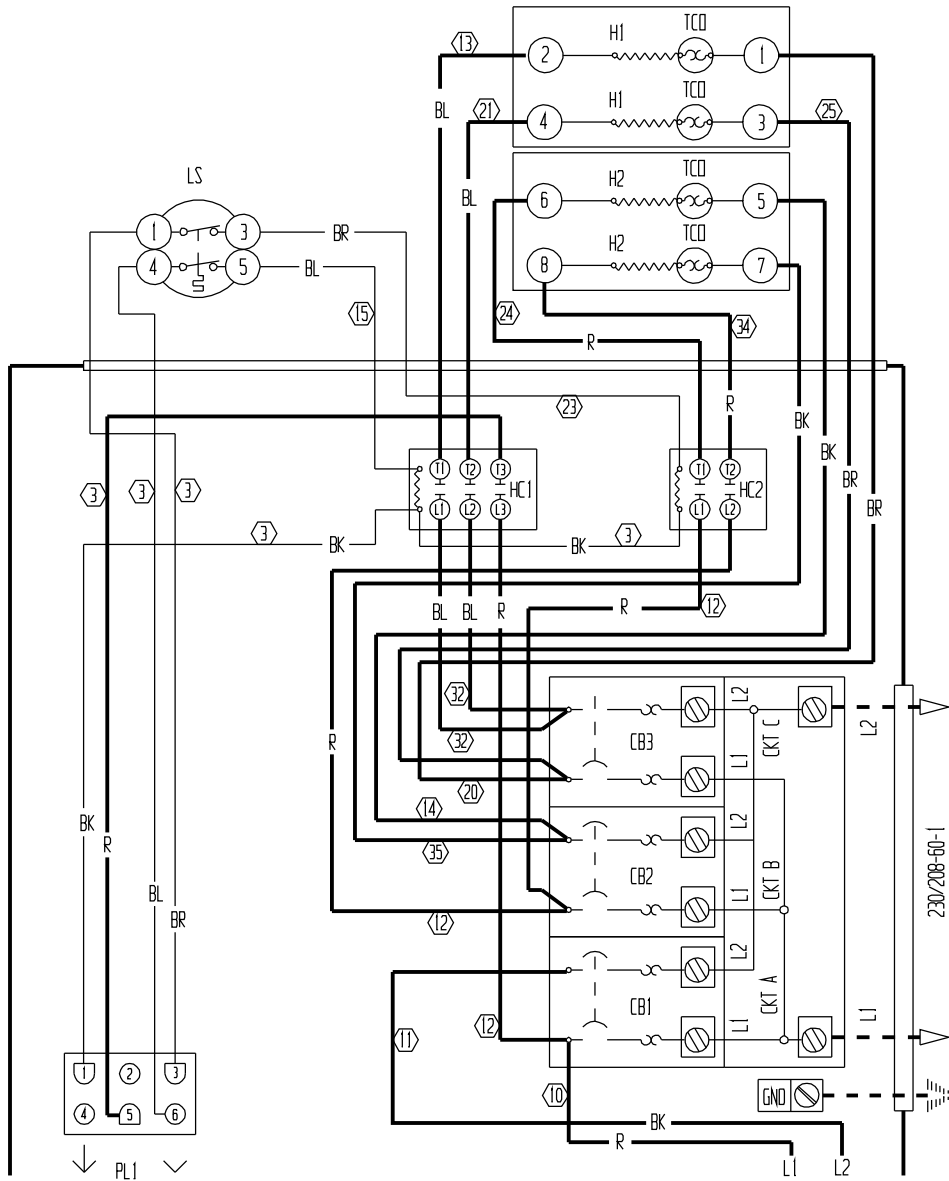 13
2
H1
TCO
1
BL
21
4
H1
TCO
3
25
LS
BL
6
H2
TCO
5
1
3
BR
8
H2
TCO
7
4
5
BL
15
24
34
R
R
23
BK
BK
T1
T2
T3
HC1
T1
T2
HC2
BR
3
3
3
L1
L2
L3
L1
L2
BR
3
BK
BK
3
BL
BL
R
R
12
32
L2
L2
32
CB3
CKT C
R
L1
20
14
BK
L2
R
35
CB2
CKT B
230/208-60-1
BL
L1
BR
12
L2
CKT A
11
12
CB1
L1
L1
1
2
3
10
GND
4
5
6
BK
R
PL1
L1
L2